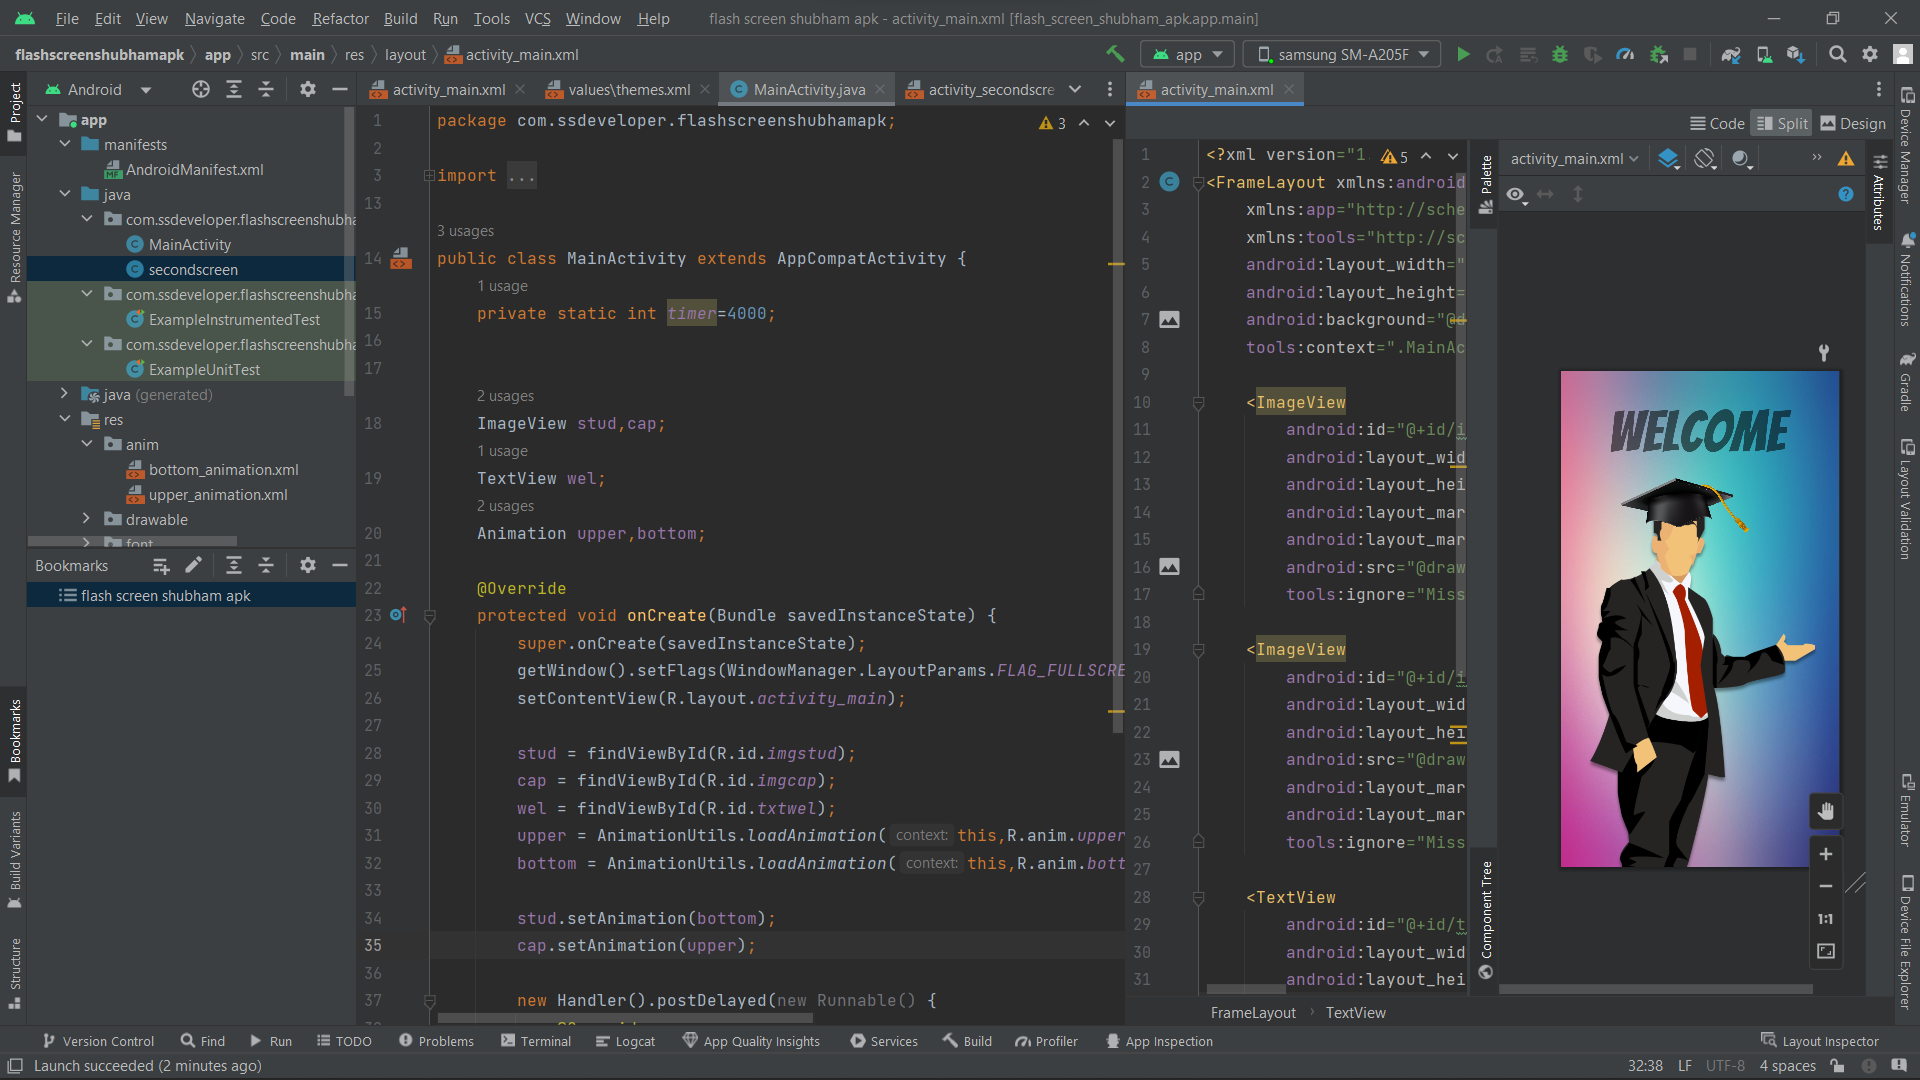 File Edit View Navigate Code Refactor Build Run Tools VCS Window Help flash screen shubham apk - activity_main.xml [flash_screen_shubham_apk.app.main]
flashscreenshubhamapk app src main res layout activity_main.xml app samsung SM-A205F
Project
Resource Manager
Bookmarks
Build Variants
Structure
Android
app
manifests
AndroidManifest.xml
java
com.ssdeveloper.flashscreenshubha
MainActivity
secondscreen
com.ssdeveloper.flashscreenshubha
ExampleInstrumentedTest
com.ssdeveloper.flashscreenshubha
ExampleUnitTest
java (generated)
res
anim
bottom_animation.xml
upper_animation.xml
drawable
font
Bookmarks
flash screen shubham apk
activity_main.xml values\themes.xml MainActivity.java activity_secondscre
3
1 package com.ssdeveloper.flashscreenshubhamapk;
2
3 import ...
13
3 usages
14 public class MainActivity extends AppCompatActivity {
1 usage
15 private static int timer=4000;
16
17
2 usages
18 ImageView stud,cap;
1 usage
19 TextView wel;
2 usages
20 Animation upper,bottom;
21
22 @Override
23 protected void onCreate(Bundle savedInstanceState) {
24 super.onCreate(savedInstanceState);
25 getWindow().setFlags(WindowManager.LayoutParams.FLAG_FULLSCRE
26 setContentView(R.layout.activity_main);
27
28 stud = findViewById(R.id.imgstud);
29 cap = findViewById(R.id.imgcap);
30 wel = findViewById(R.id.txtwel);
31 upper = AnimationUtils.loadAnimation( context: this,R.anim.upper
32 bottom = AnimationUtils.loadAnimation( context: this,R.anim.bott
33
34 stud.setAnimation(bottom);
35 cap.setAnimation(upper);
36
37 new Handler().postDelayed(new Runnable() {
activity_main.xml
Code Split Design
5
1 <?xml version="1.
2 <FrameLayout xmlns:android
3 xmlns:app="http://sche
4 xmlns:tools="http://sc
5 android:layout_width="
6 android:layout_height=
7 android:background="@d
8 tools:context=".MainAc
9
10 <ImageView
11 android:id="@+id/i
12 android:layout_wid
13 android:layout_hei
14 android:layout_mar
15 android:layout_mar
16 android:src="@draw
17 tools:ignore="Miss
18
19 <ImageView
20 android:id="@+id/i
21 android:layout_wid
22 android:layout_hei
23 android:src="@draw
24 android:layout_mar
25 android:layout_mar
26 tools:ignore="Miss
27
28 <TextView
29 android:id="@+id/t
30 android:layout_wid
31 android:layout_hei
FrameLayout TextView
Palette
Component Tree
activity_main.xml
WELCOME
1:1
Attributes
Device Manager
Notifications
Gradle
Layout Validation
Emulator
Device File Explorer
Version Control Find Run TODO Problems Terminal Logcat App Quality Insights Services Build Profiler App Inspection Layout Inspector
Launch succeeded (2 minutes ago) 32:38 LF UTF-8 4 spaces